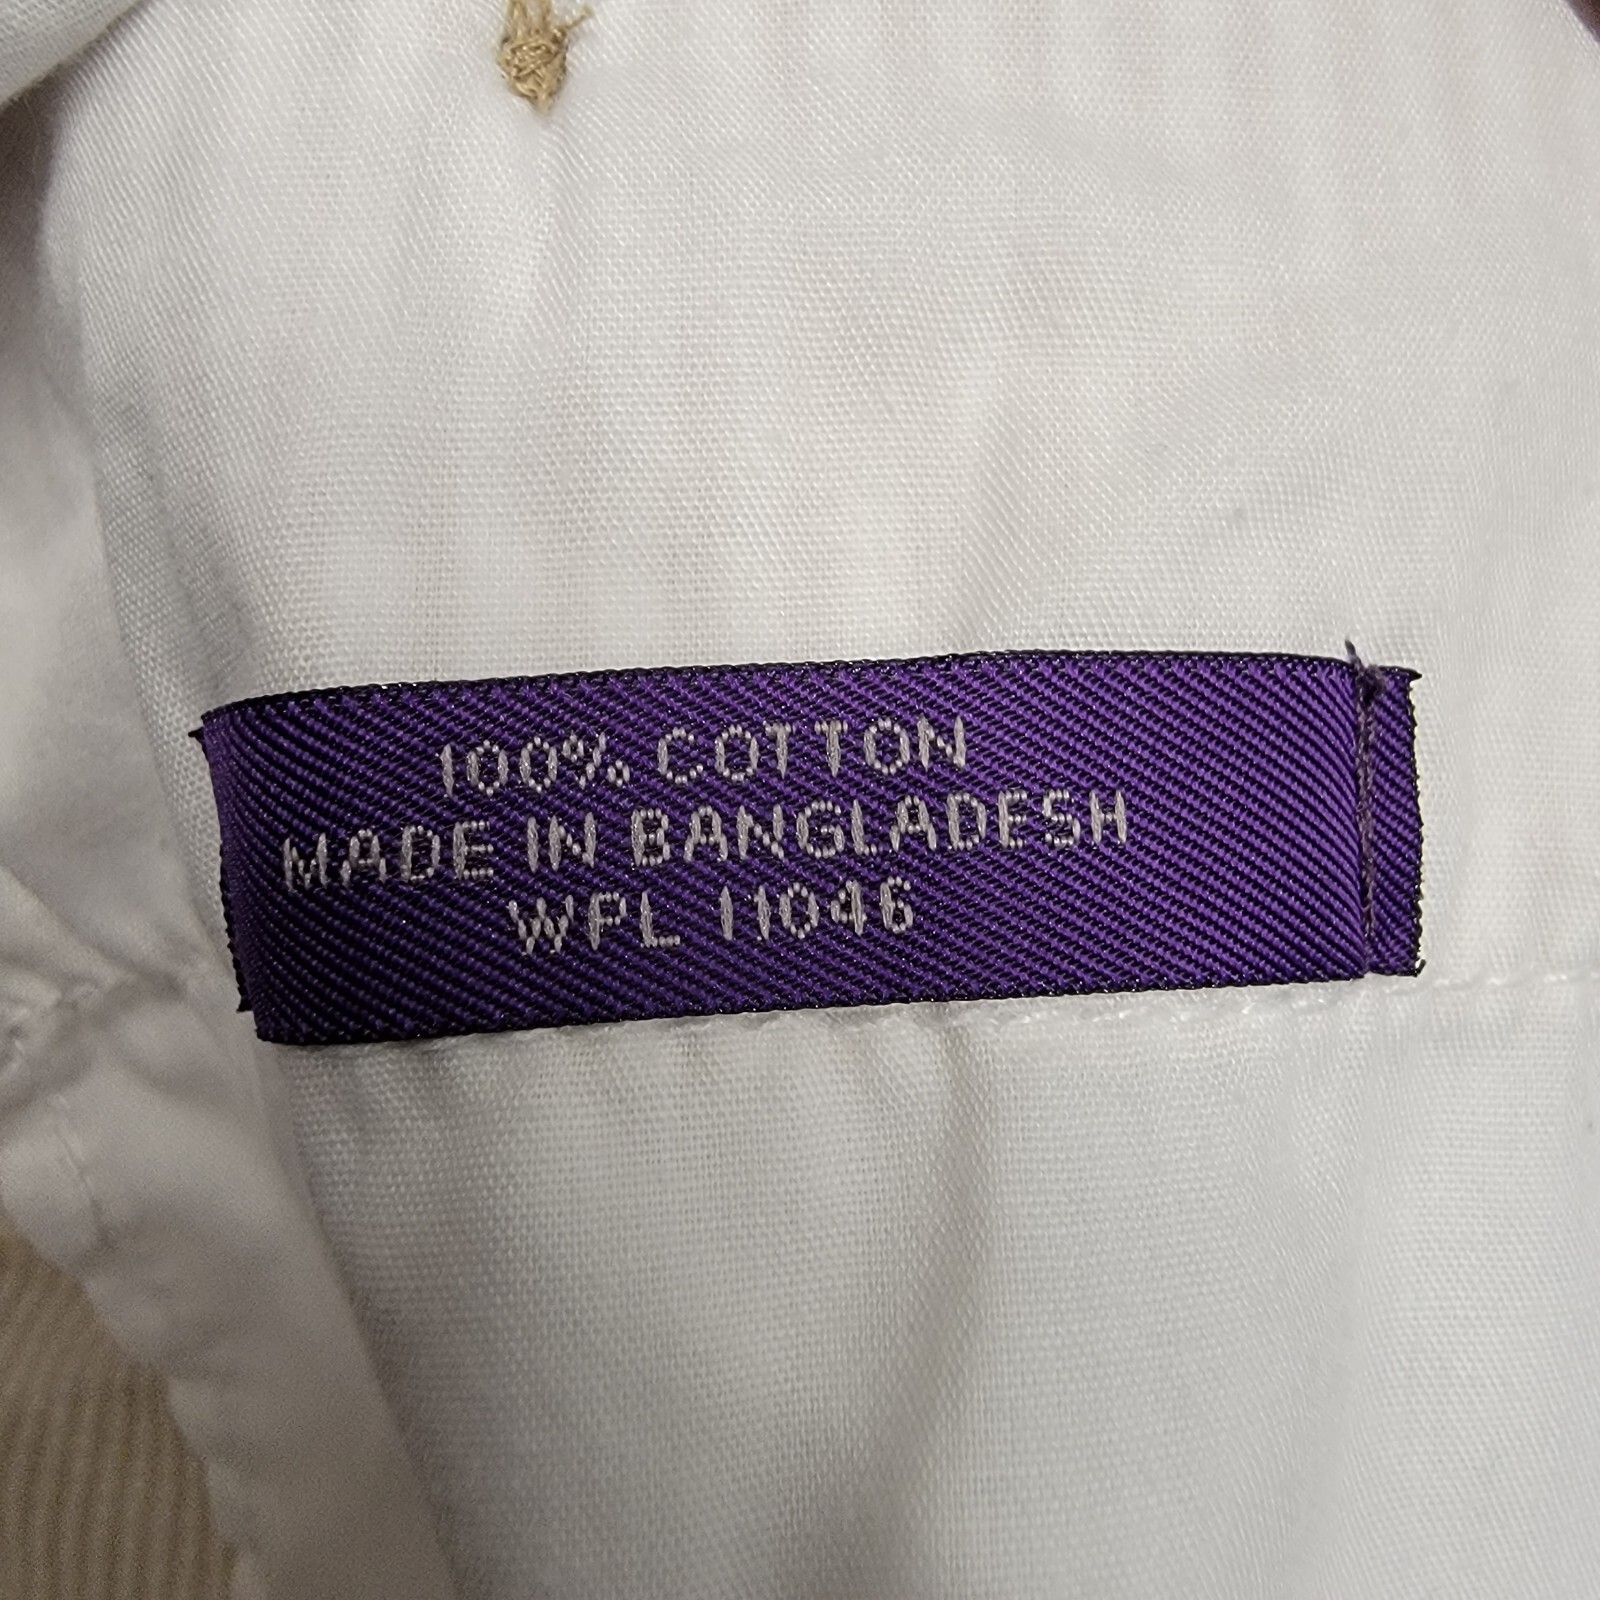 100% COTTON
MADE IN BANGLADESH
WPL 11046